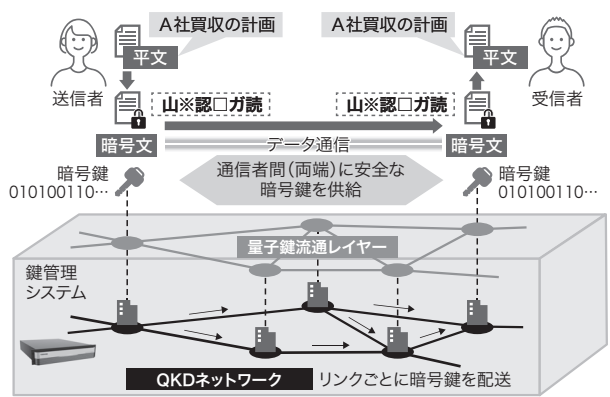 A社買収の計画
A社買収の計画
平文
平文
送信者
受信者
山※認□ガ読
山※認□ガ読
暗号文
データ通信
暗号文
通信者間(両端)に安全な
暗号鍵を供給
暗号鍵
010100110…
暗号鍵
010100110…
量子鍵流通レイヤー
鍵管理
システム
QKDネットワーク
リンクごとに暗号鍵を配送